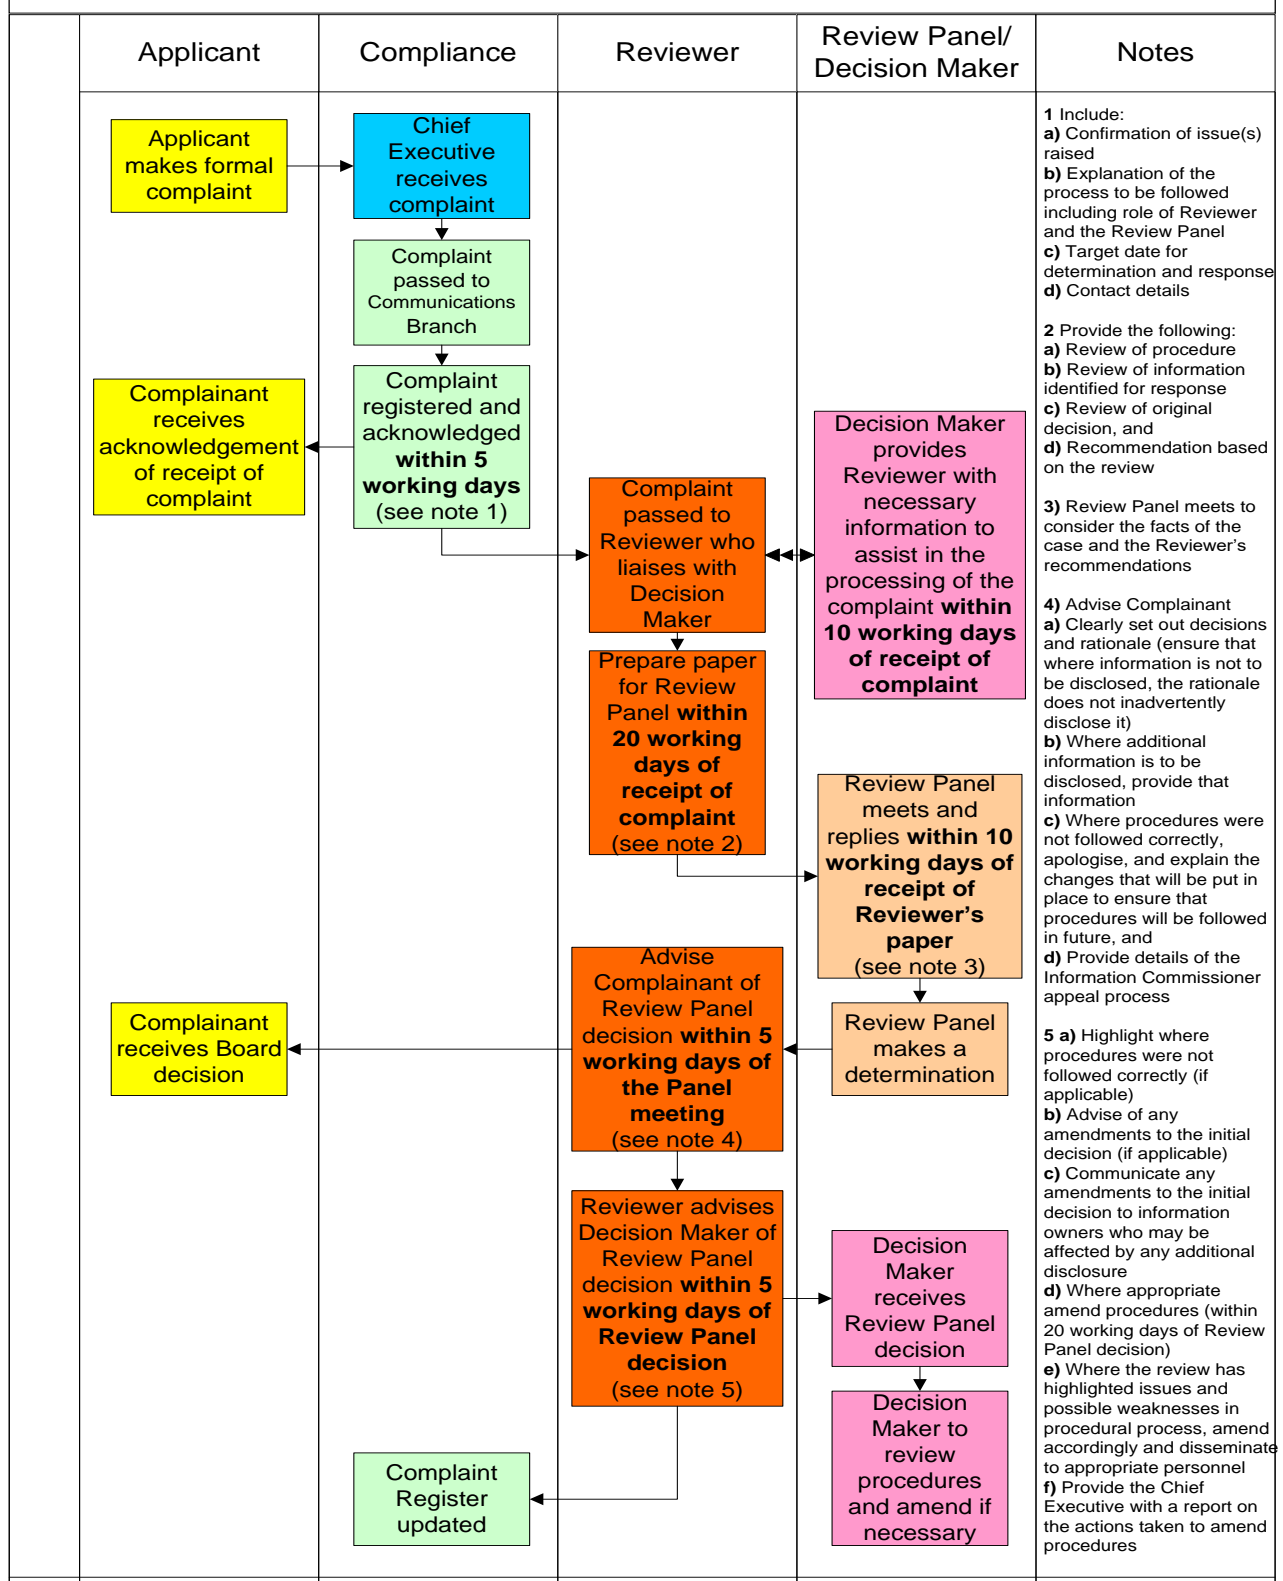 Applicant
Compliance
Reviewer
Review Panel/
Decision Maker
Notes
Applicant
makes formal
complaint
Chief
Executive
receives
complaint
Complaint
passed to
Communications
Branch
Complaint
registered and
acknowledged
within 5
working days
(see note 1)
Complainant
receives
acknowledgement
of receipt of
complaint
Complaint
passed to
Reviewer who
liaises with
Decision
Maker
Decision Maker
provides
Reviewer with
necessary
information to
assist in the
processing of the
complaint within
10 working days
of receipt of
complaint
Prepare paper
for Review
Panel within
20 working
days of
receipt of
complaint
(see note 2)
Review Panel
meets and
replies within 10
working days of
receipt of
Reviewer’s
paper
(see note 3)
Review Panel
makes a
determination
Advise
Complainant of
Review Panel
decision within 5
working days of
the Panel
meeting
(see note 4)
Complainant
receives Board
decision
Reviewer advises
Decision Maker of
Review Panel
decision within 5
working days of
Review Panel
decision
(see note 5)
Decision
Maker
receives
Review Panel
decision
Decision
Maker to
review
procedures
and amend if
necessary
Complaint
Register
updated
1 Include:
a) Confirmation of issue(s)
raised
b) Explanation of the
process to be followed
including role of Reviewer
and the Review Panel
c) Target date for
determination and response
d) Contact details
2 Provide the following:
a) Review of procedure
b) Review of information
identified for response
c) Review of original
decision, and
d) Recommendation based
on the review
3) Review Panel meets to
consider the facts of the
case and the Reviewer’s
recommendations
4) Advise Complainant
a) Clearly set out decisions
and rationale (ensure that
where information is not to
be disclosed, the rationale
does not inadvertently
disclose it)
b) Where additional
information is to be
disclosed, provide that
information
c) Where procedures were
not followed correctly,
apologise, and explain the
changes that will be put in
place to ensure that
procedures will be followed
in future, and
d) Provide details of the
Information Commissioner
appeal process
5 a) Highlight where
procedures were not
followed correctly (if
applicable)
b) Advise of any
amendments to the initial
decision (if applicable)
c) Communicate any
amendments to the initial
decision to information
owners who may be
affected by any additional
disclosure
d) Where appropriate
amend procedures (within
20 working days of Review
Panel decision)
e) Where the review has
highlighted issues and
possible weaknesses in
procedural process, amend
accordingly and disseminate
to appropriate personnel
f) Provide the Chief
Executive with a report on
the actions taken to amend
procedures